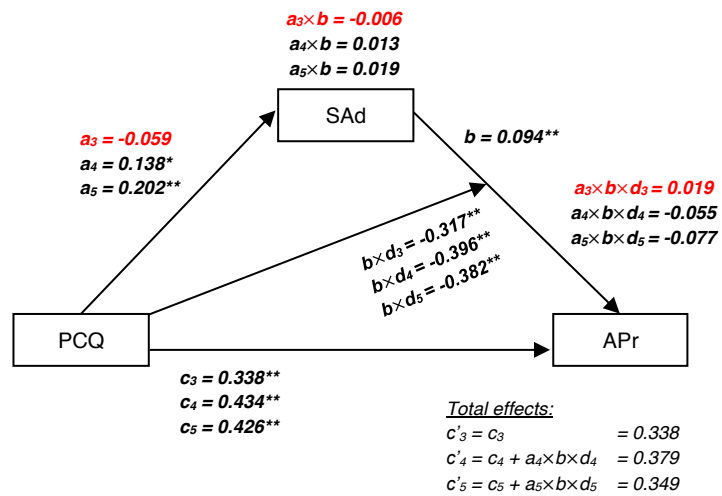 a₃×b = -0.006
a₄×b = 0.013
a₅×b = 0.019
SAd
a₃ = -0.059
a₄ = 0.138*
a₅ = 0.202**
b = 0.094**
a₃×b×d₃ = 0.019
a₄×b×d₄= -0.055
a₅×b×d₅= -0.077
b×d₃ = -0.317**
b×d₄ = -0.396**
b×d₅ = -0.382**
PCQ
APr
c₃ = 0.338**
c₄ = 0.434**
c₅ = 0.426**
Total effects:
c'₃ = c₃ = 0.338
c'₄ = c₄ + a₄×b×d₄ = 0.379
c'₅ = c₅ + a₅×b×d₅ = 0.349